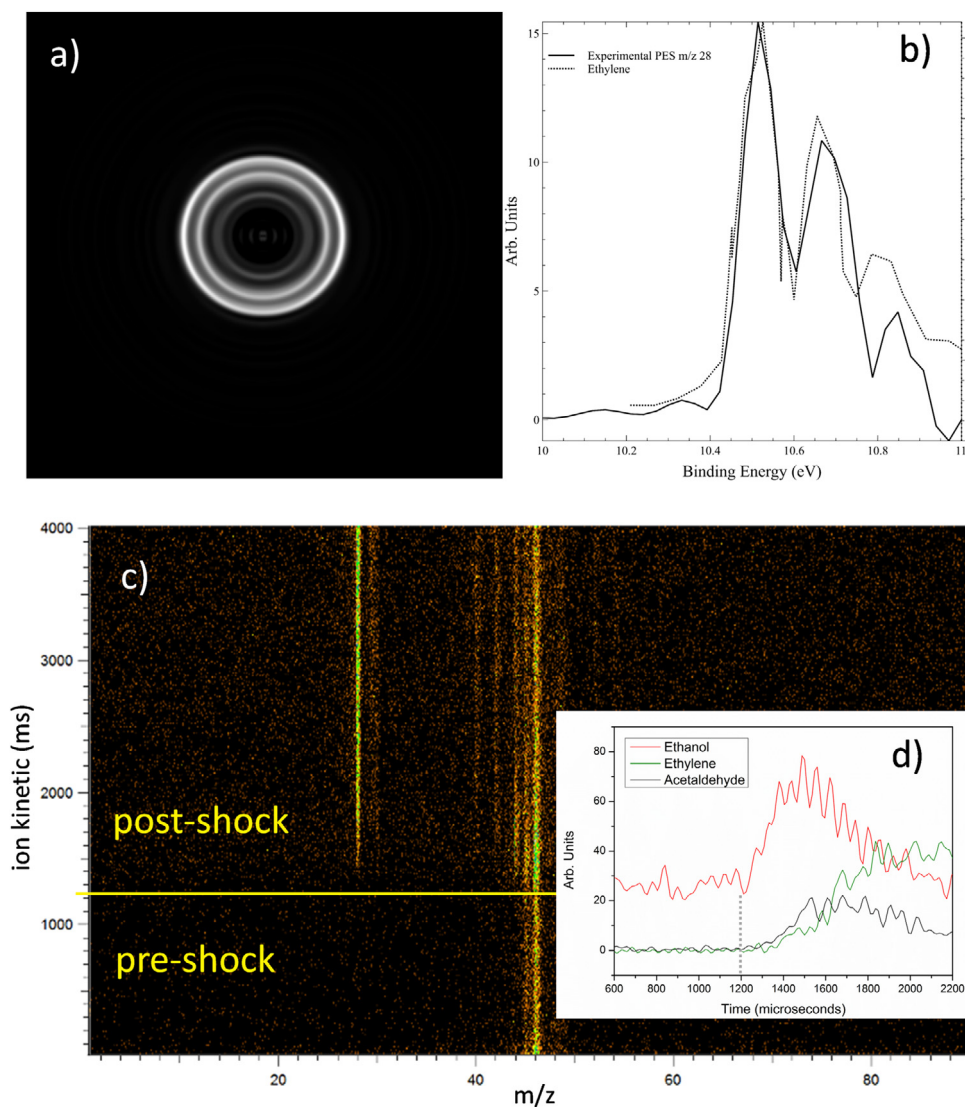 a)
b)
Experimental PES m/z 28
Ethylene
15
10
5
0
Arb. Units
10
10.2
10.4
10.6
10.8
11
Binding Energy (eV)
c)
4000
3000
2000
1000
ion kinetic (ms)
post-shock
pre-shock
20
40
60
80
m/z
d)
Ethanol
Ethylene
Acetaldehyde
80
60
40
20
0
Arb. Units
600
800
1000
1200
1400
1600
1800
2000
2200
Time (microseconds)